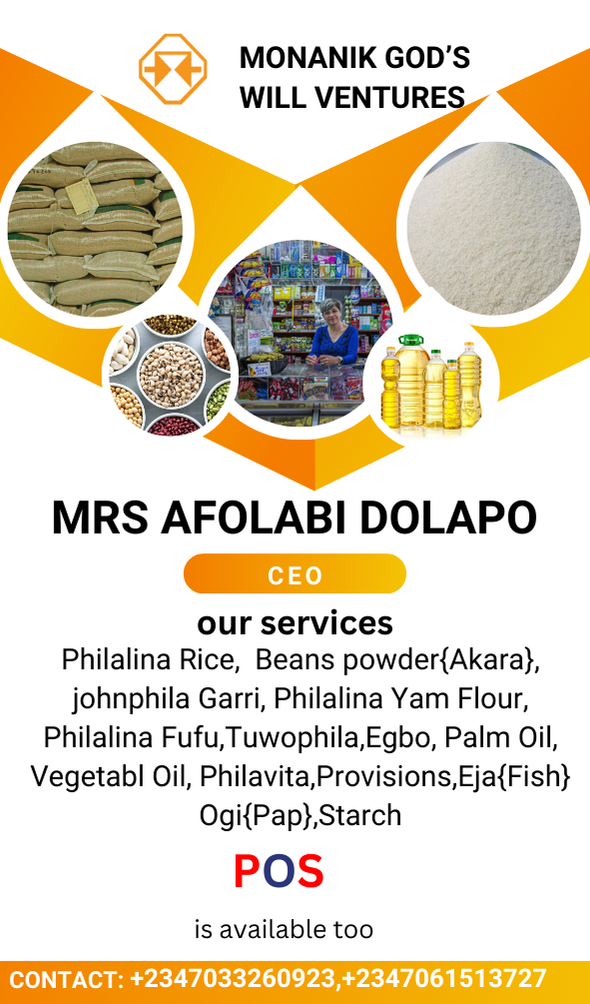 MONANIK GOD’S
WILL VENTURES
MRS AFOLABI DOLAPO
CEO
our services
Philalina Rice,  Beans powder{Akara},
johnphila Garri, Philalina Yam Flour,
Philalina Fufu,Tuwophila,Egbo, Palm Oil,
Vegetabl Oil, Philavita,Provisions,Eja{Fish}
Ogi{Pap},Starch
POS
is available too
CONTACT: +2347033260923,+2347061513727